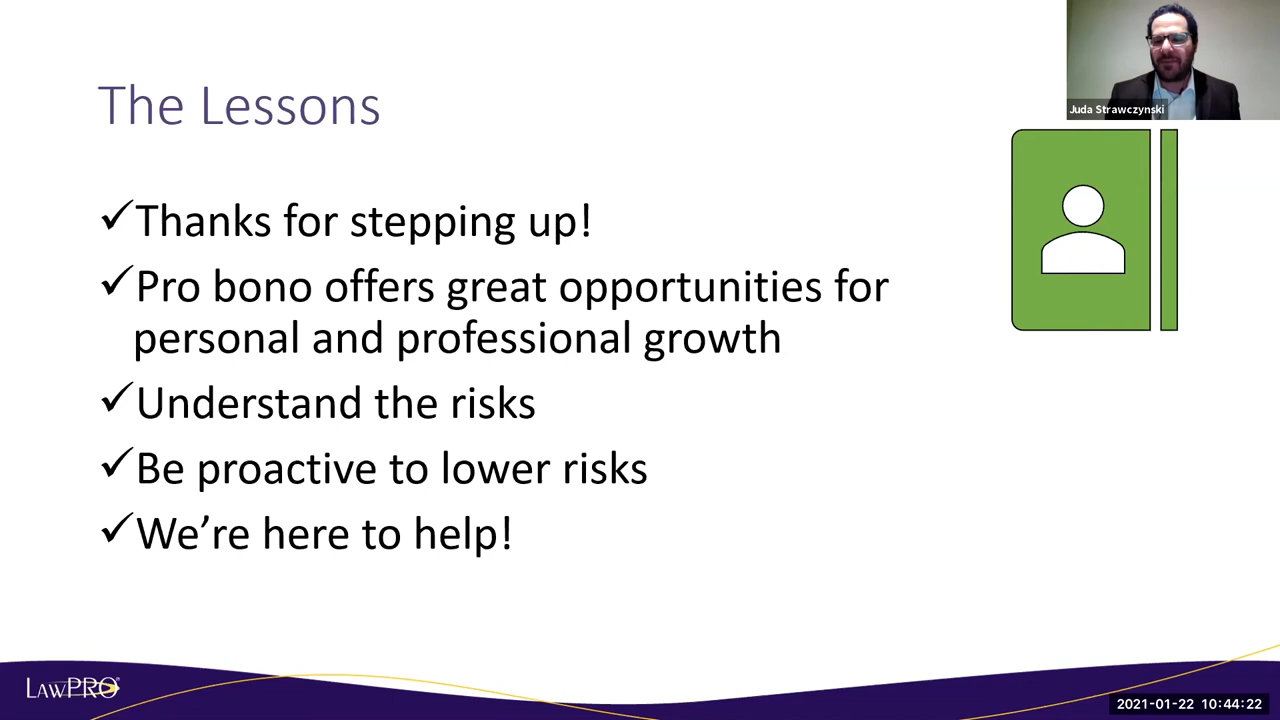 Juda Strawczynski
The Lessons
✓Thanks for stepping up!
✓Pro bono offers great opportunities for
personal and professional growth
✓Understand the risks
✓Be proactive to lower risks
✓We’re here to help!
LAWPRO®
2021-01-22 10:44:22